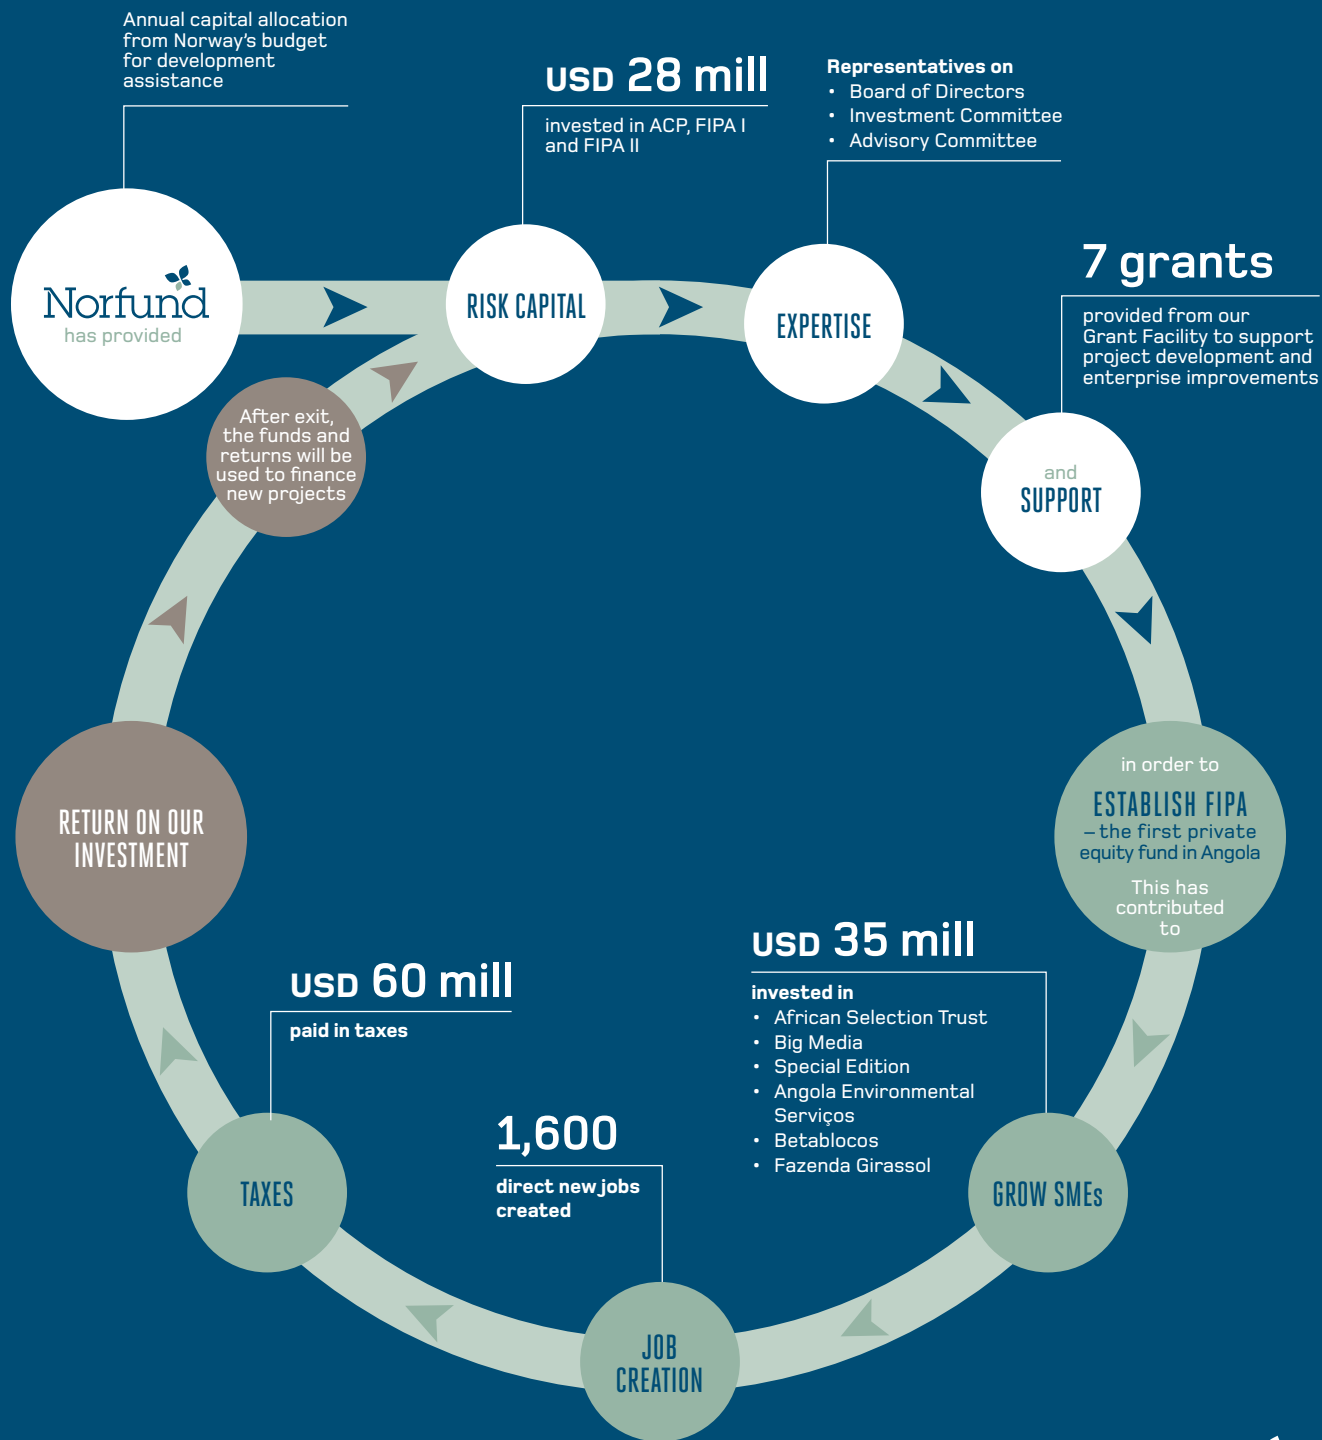 Annual capital allocation
from Norway's budget
for development
assistance
USD 28 mill
invested in ACP, FIPA I
and FIPA II
Representatives on
• Board of Directors
• Investment Committee
• Advisory Committee
7 grants
provided from our
Grant Facility to support
project development and
enterprise improvements
Norfund
has provided
RISK CAPITAL
EXPERTISE
and
SUPPORT
in order to
ESTABLISH FIPA
– the first private
equity fund in Angola
This has
contributed
to
USD 35 mill
invested in
• African Selection Trust
• Big Media
• Special Edition
• Angola Environmental
Serviços
• Betablocos
• Fazenda Girassol
GROW SMEs
1,600
direct new jobs
created
JOB
CREATION
USD 60 mill
paid in taxes
TAXES
RETURN ON OUR
INVESTMENT
After exit,
the funds and
returns will be
used to finance
new projects